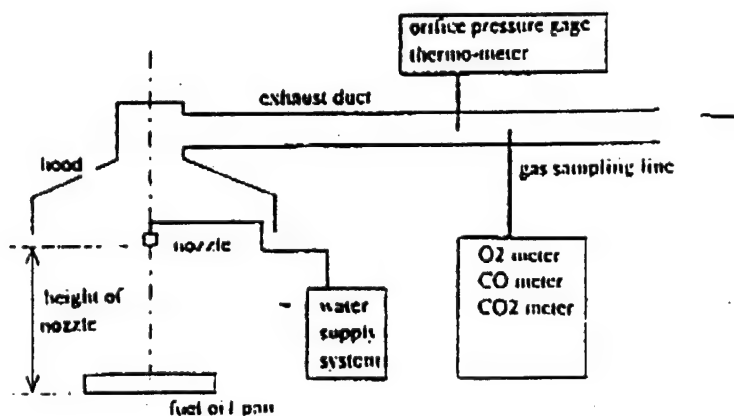 orifice pressure gage
thermo-meter
exhaust duct
hood
gas sampling line
nozzle
O2 meter
CO meter
CO2 meter
height of
nozzle
water
supply
system
fuel oil pan